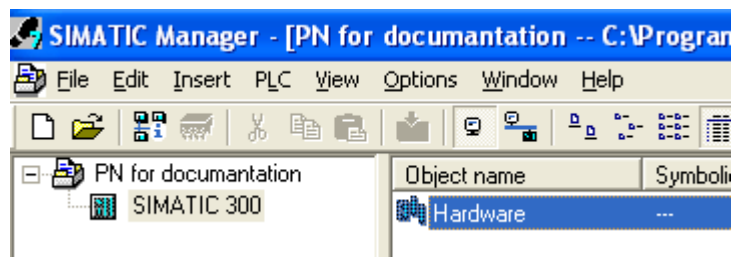 SIMATIC Manager - [PN for documantation -- C:\Program
File Edit Insert PLC View Options Window Help
PN for documantation
Object name Symbolic
SIMATIC 300
Hardware ---